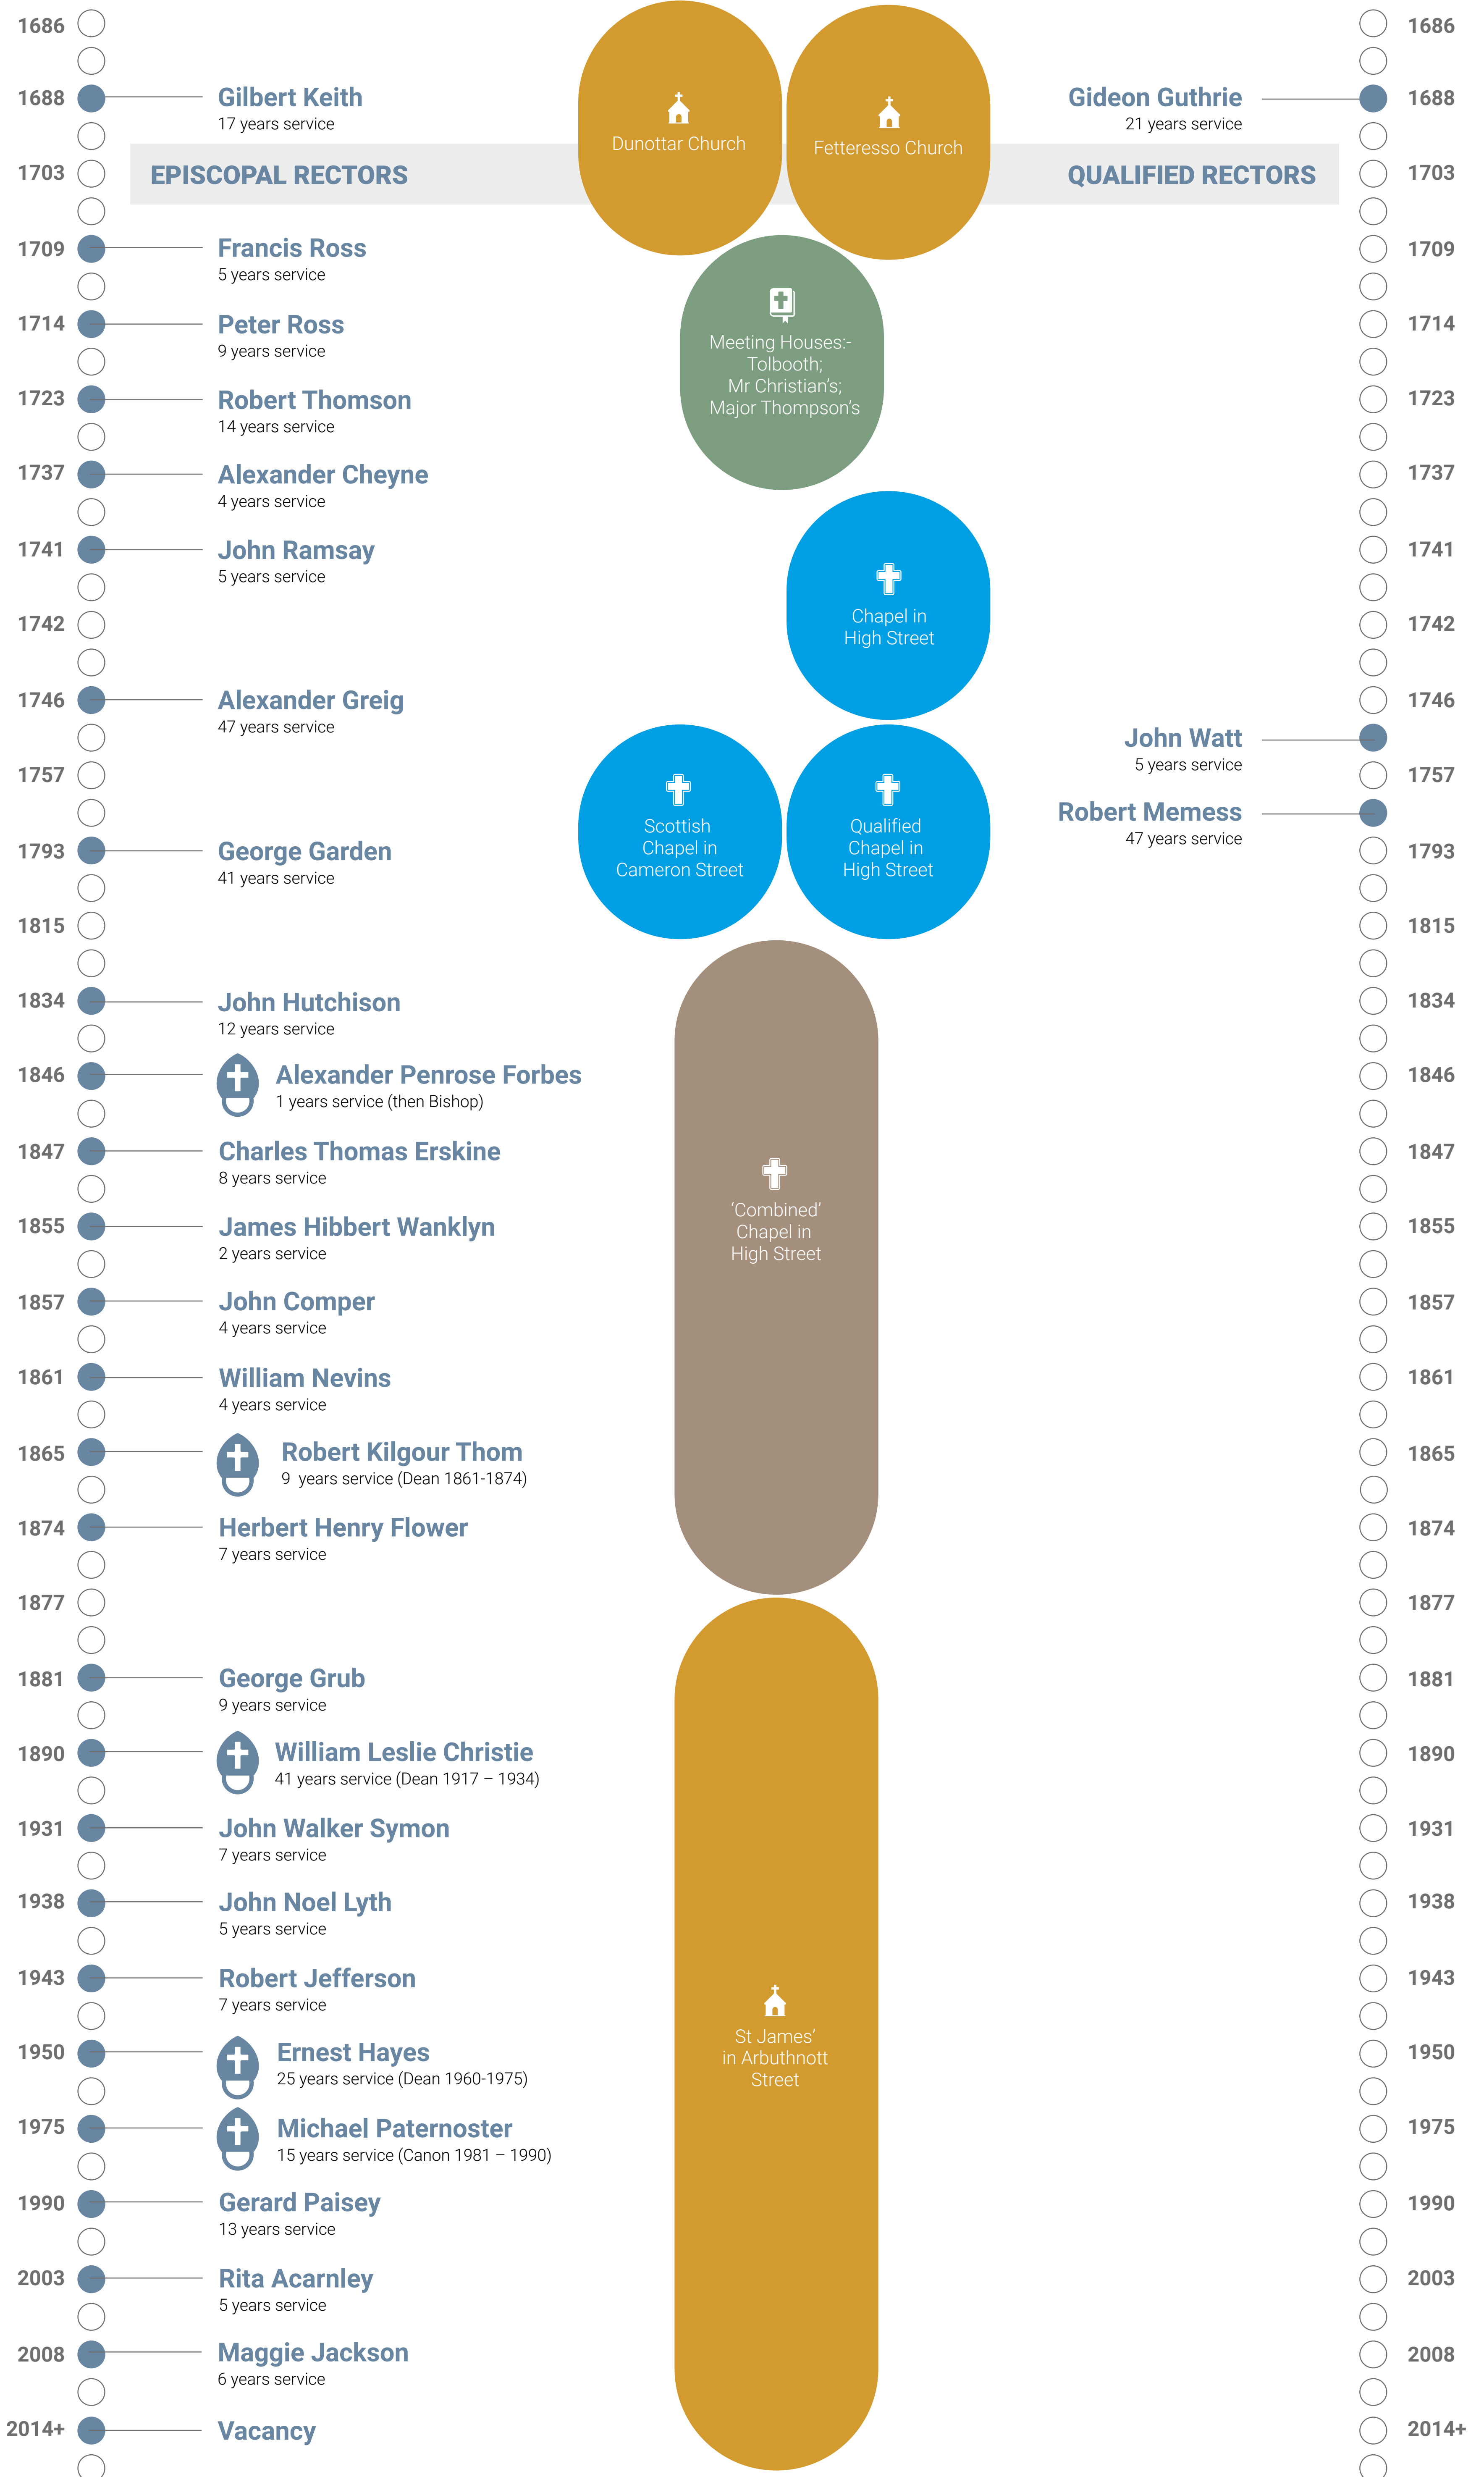 1686
1686
1688
Gilbert Keith
17 years service
Dunottar Church
Fetteresso Church
Gideon Guthrie
21 years service
1688
1703
EPISCOPAL RECTORS
QUALIFIED RECTORS
1703
1709
Francis Ross
5 years service
1709
Meeting Houses:-
Tolbooth;
Mr Christian’s;
Major Thompson’s
1714
Peter Ross
9 years service
1714
1723
Robert Thomson
14 years service
1723
1737
Alexander Cheyne
4 years service
1737
1741
John Ramsay
5 years service
1741
Chapel in
High Street
1742
1742
1746
Alexander Greig
47 years service
1746
John Watt
5 years service
1757
1757
Scottish
Chapel in
Cameron Street
Qualified
Chapel in
High Street
Robert Memess
47 years service
1793
George Garden
41 years service
1793
1815
1815
1834
John Hutchison
12 years service
1834
1846
Alexander Penrose Forbes
1 years service (then Bishop)
1846
1847
Charles Thomas Erskine
8 years service
1847
‘Combined’
Chapel in
High Street
1855
James Hibbert Wanklyn
2 years service
1855
1857
John Comper
4 years service
1857
1861
William Nevins
4 years service
1861
1865
Robert Kilgour Thom
9 years service (Dean 1861-1874)
1865
1874
Herbert Henry Flower
7 years service
1874
1877
1877
1881
George Grub
9 years service
1881
1890
William Leslie Christie
41 years service (Dean 1917 – 1934)
1890
1931
John Walker Symon
7 years service
1931
1938
John Noel Lyth
5 years service
1938
1943
Robert Jefferson
7 years service
1943
St James’
in Arbuthnott
Street
1950
Ernest Hayes
25 years service (Dean 1960-1975)
1950
1975
Michael Paternoster
15 years service (Canon 1981 – 1990)
1975
1990
Gerard Paisey
13 years service
1990
2003
Rita Acarnley
5 years service
2003
2008
Maggie Jackson
6 years service
2008
2014+
Vacancy
2014+